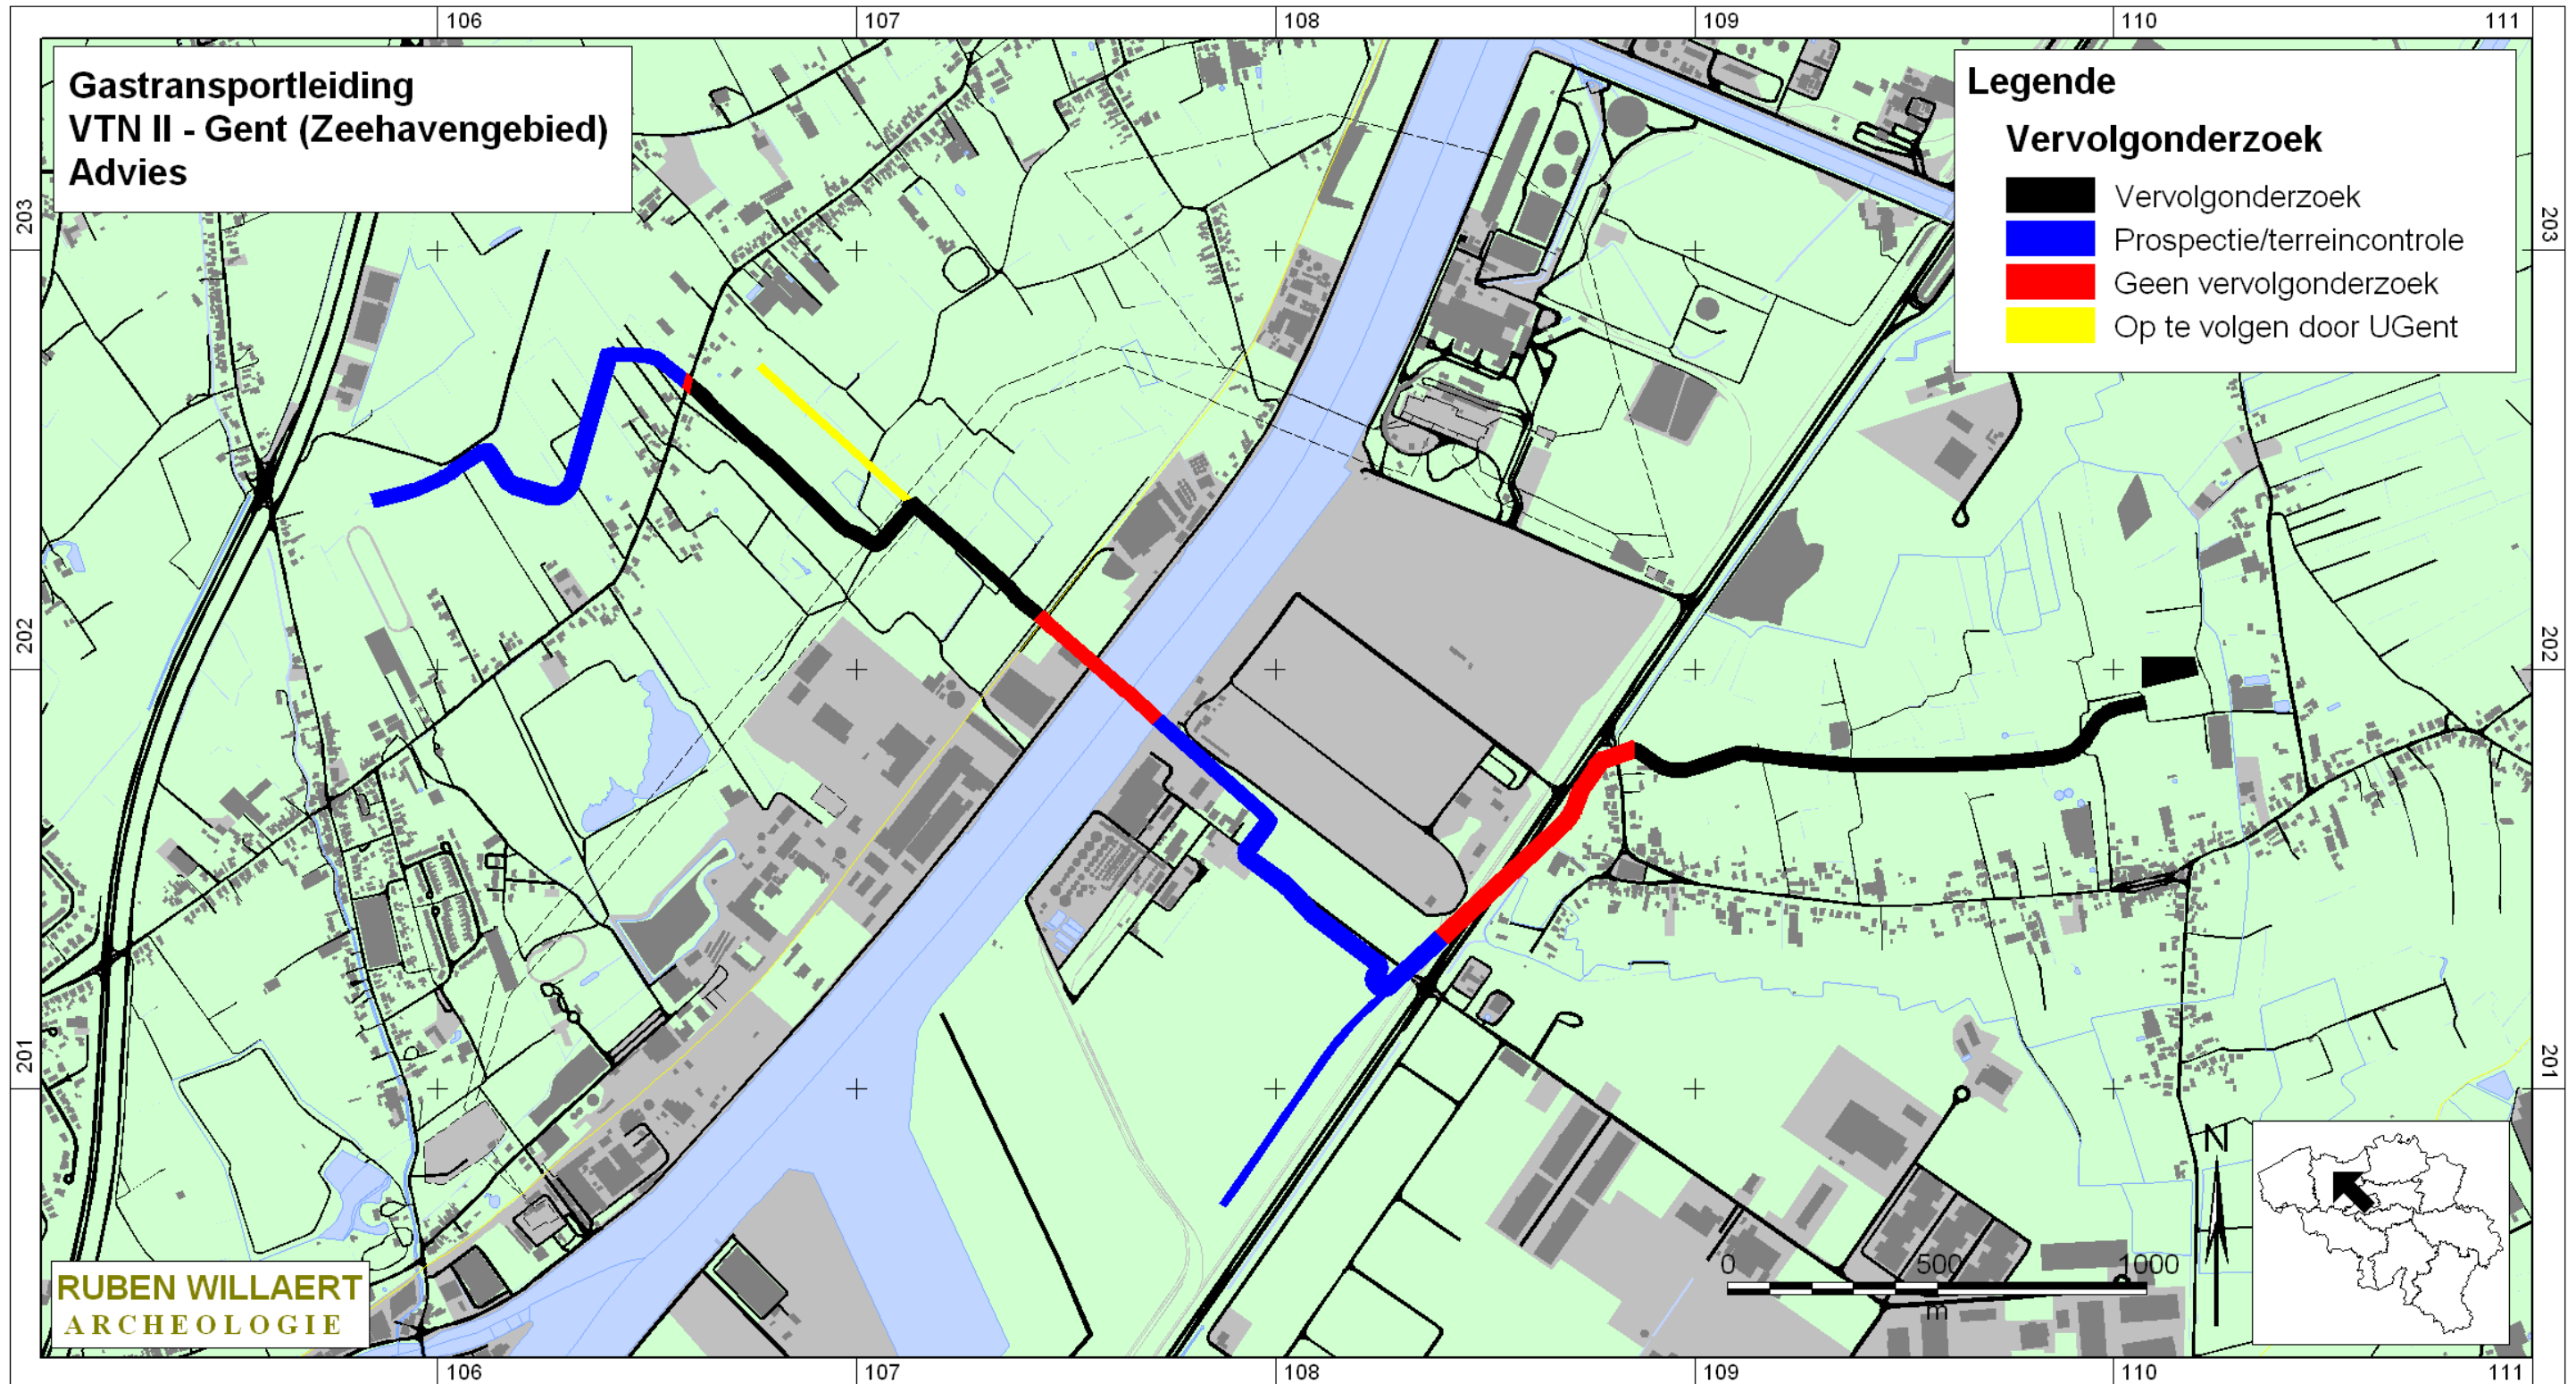 106 107 108 109 110 111
Gastransportleiding
VTN II - Gent (Zeehavengebied)
Advies
Legende
Vervolgonderzoek
Vervolgonderzoek
Prospectie/terreincontrole
Geen vervolgonderzoek
Op te volgen door UGent
203 203
202 202
201 201
N
0 500 1000
m
RUBEN WILLAERT
ARCHEOLOGIE
106 107 108 109 110 111